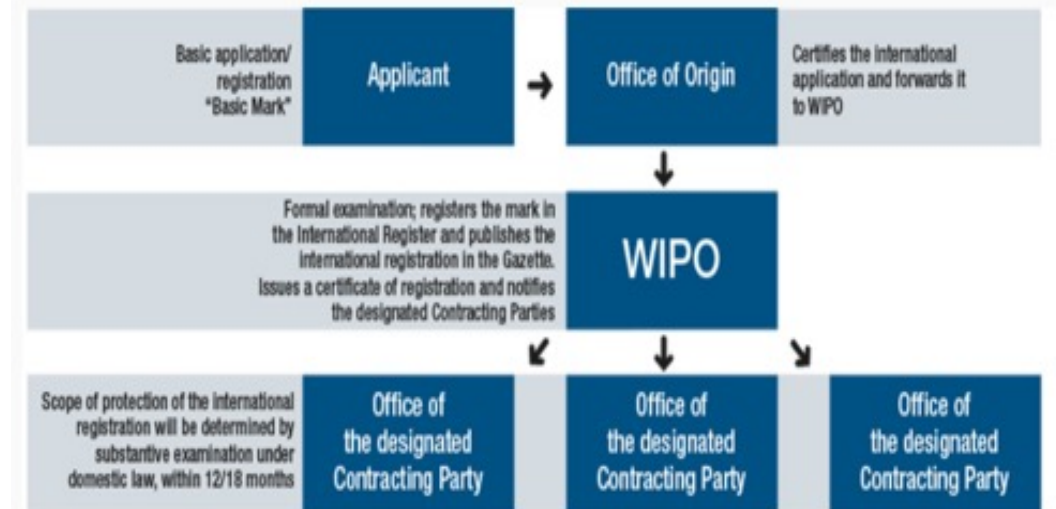 Basic application/
registration
"Basic Mark"
Applicant
Office of Origin
Certifies the international
application and forwards it
to WIPO
Formal examination; registers the mark in
the International Register and publishes the
international registration in the Gazette.
Issues a certificate of registration and notifies
the designated Contracting Parties
WIPO
Scope of protection of the international
registration will be determined by
substantive examination under
domestic law, within 12/18 months
Office of
the designated
Contracting Party
Office of
the designated
Contracting Party
Office of
the designated
Contracting Party